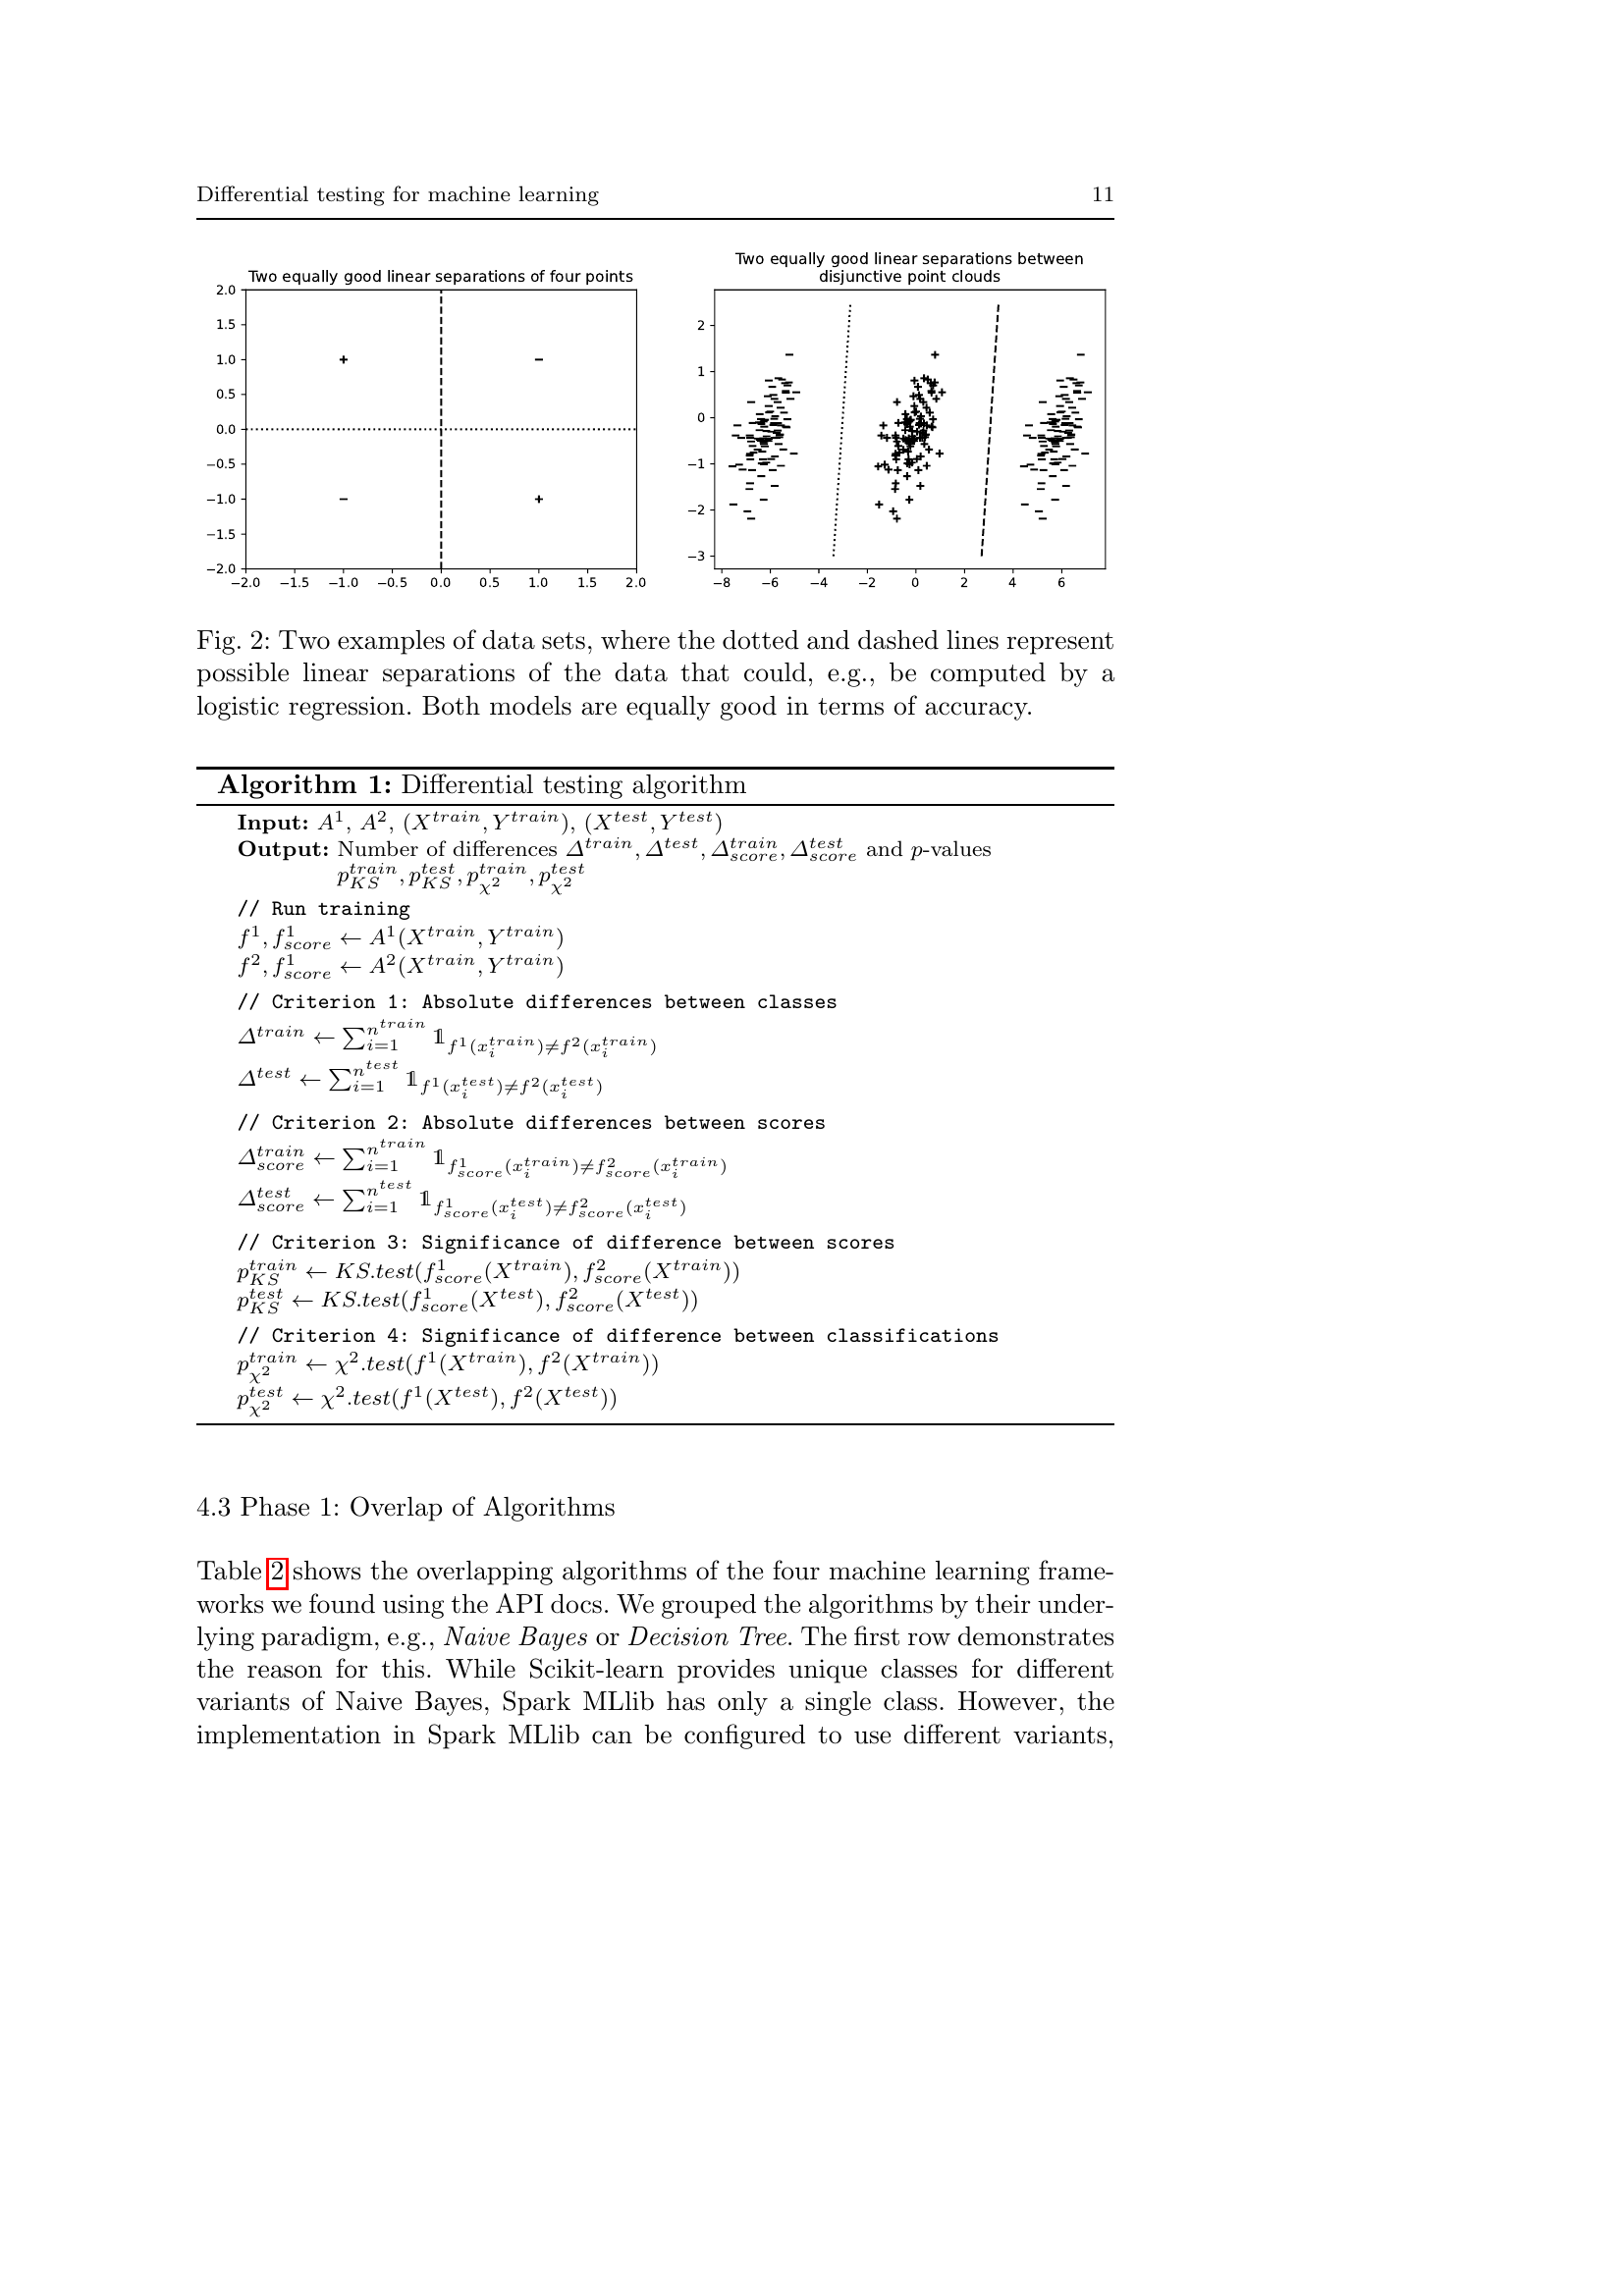 Differential testing for machine learning 11
Two equally good linear separations of four points
2.0
1.5
1.0
0.5
0.0
−0.5
−1.0
−1.5
−2.0
−2.0 −1.5 −1.0 −0.5 0.0 0.5 1.0 1.5 2.0
Two equally good linear separations between
disjunctive point clouds
2
1
0
−1
−2
−3
−8 −6 −4 −2 0 2 4 6
Fig. 2: Two examples of data sets, where the dotted and dashed lines represent
possible linear separations of the data that could, e.g., be computed by a
logistic regression. Both models are equally good in terms of accuracy.
Algorithm 1: Differential testing algorithm
Input: $A^1$, $A^2$, $(X^{train}, Y^{train})$, $(X^{test}, Y^{test})$
Output: Number of differences $\Delta^{train}, \Delta^{test}, \Delta^{train}_{score}, \Delta^{test}_{score}$ and $p$-values
$p^{train}_{KS}, p^{test}_{KS}, p^{train}_{\chi^2}, p^{test}_{\chi^2}$
// Run training
$f^1, f^1_{score} \leftarrow A^1(X^{train}, Y^{train})$
$f^2, f^1_{score} \leftarrow A^2(X^{train}, Y^{train})$
// Criterion 1: Absolute differences between classes
$\Delta^{train} \leftarrow \sum_{i=1}^{n^{train}} \mathbb{1}_{f^1(x_i^{train}) \neq f^2(x_i^{train})}$
$\Delta^{test} \leftarrow \sum_{i=1}^{n^{test}} \mathbb{1}_{f^1(x_i^{test}) \neq f^2(x_i^{test})}$
// Criterion 2: Absolute differences between scores
$\Delta^{train}_{score} \leftarrow \sum_{i=1}^{n^{train}} \mathbb{1}_{f^1_{score}(x_i^{train}) \neq f^2_{score}(x_i^{train})}$
$\Delta^{test}_{score} \leftarrow \sum_{i=1}^{n^{test}} \mathbb{1}_{f^1_{score}(x_i^{test}) \neq f^2_{score}(x_i^{test})}$
// Criterion 3: Significance of difference between scores
$p^{train}_{KS} \leftarrow KS.test(f^1_{score}(X^{train}), f^2_{score}(X^{train}))$
$p^{test}_{KS} \leftarrow KS.test(f^1_{score}(X^{test}), f^2_{score}(X^{test}))$
// Criterion 4: Significance of difference between classifications
$p^{train}_{\chi^2} \leftarrow \chi^2.test(f^1(X^{train}), f^2(X^{train}))$
$p^{test}_{\chi^2} \leftarrow \chi^2.test(f^1(X^{test}), f^2(X^{test}))$
4.3 Phase 1: Overlap of Algorithms
Table 2 shows the overlapping algorithms of the four machine learning frame-
works we found using the API docs. We grouped the algorithms by their under-
lying paradigm, e.g., Naive Bayes or Decision Tree. The first row demonstrates
the reason for this. While Scikit-learn provides unique classes for different
variants of Naive Bayes, Spark MLlib has only a single class. However, the
implementation in Spark MLlib can be configured to use different variants,